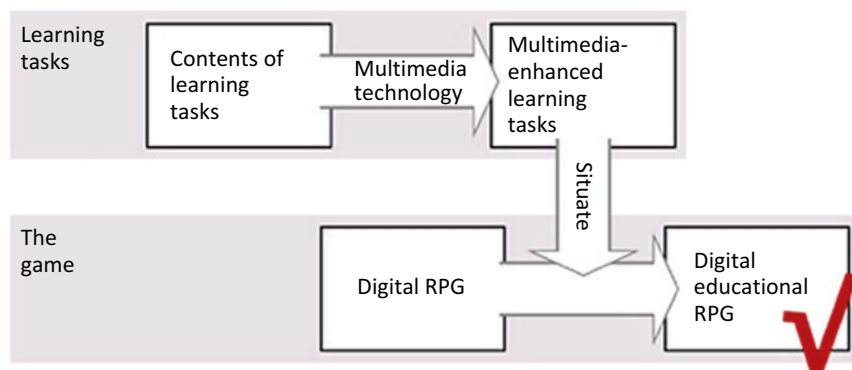 Learning
tasks
Contents of
learning
tasks
Multimedia
technology
Multimedia-
enhanced
learning
tasks
Situate
The
game
Digital RPG
Digital
educational
RPG